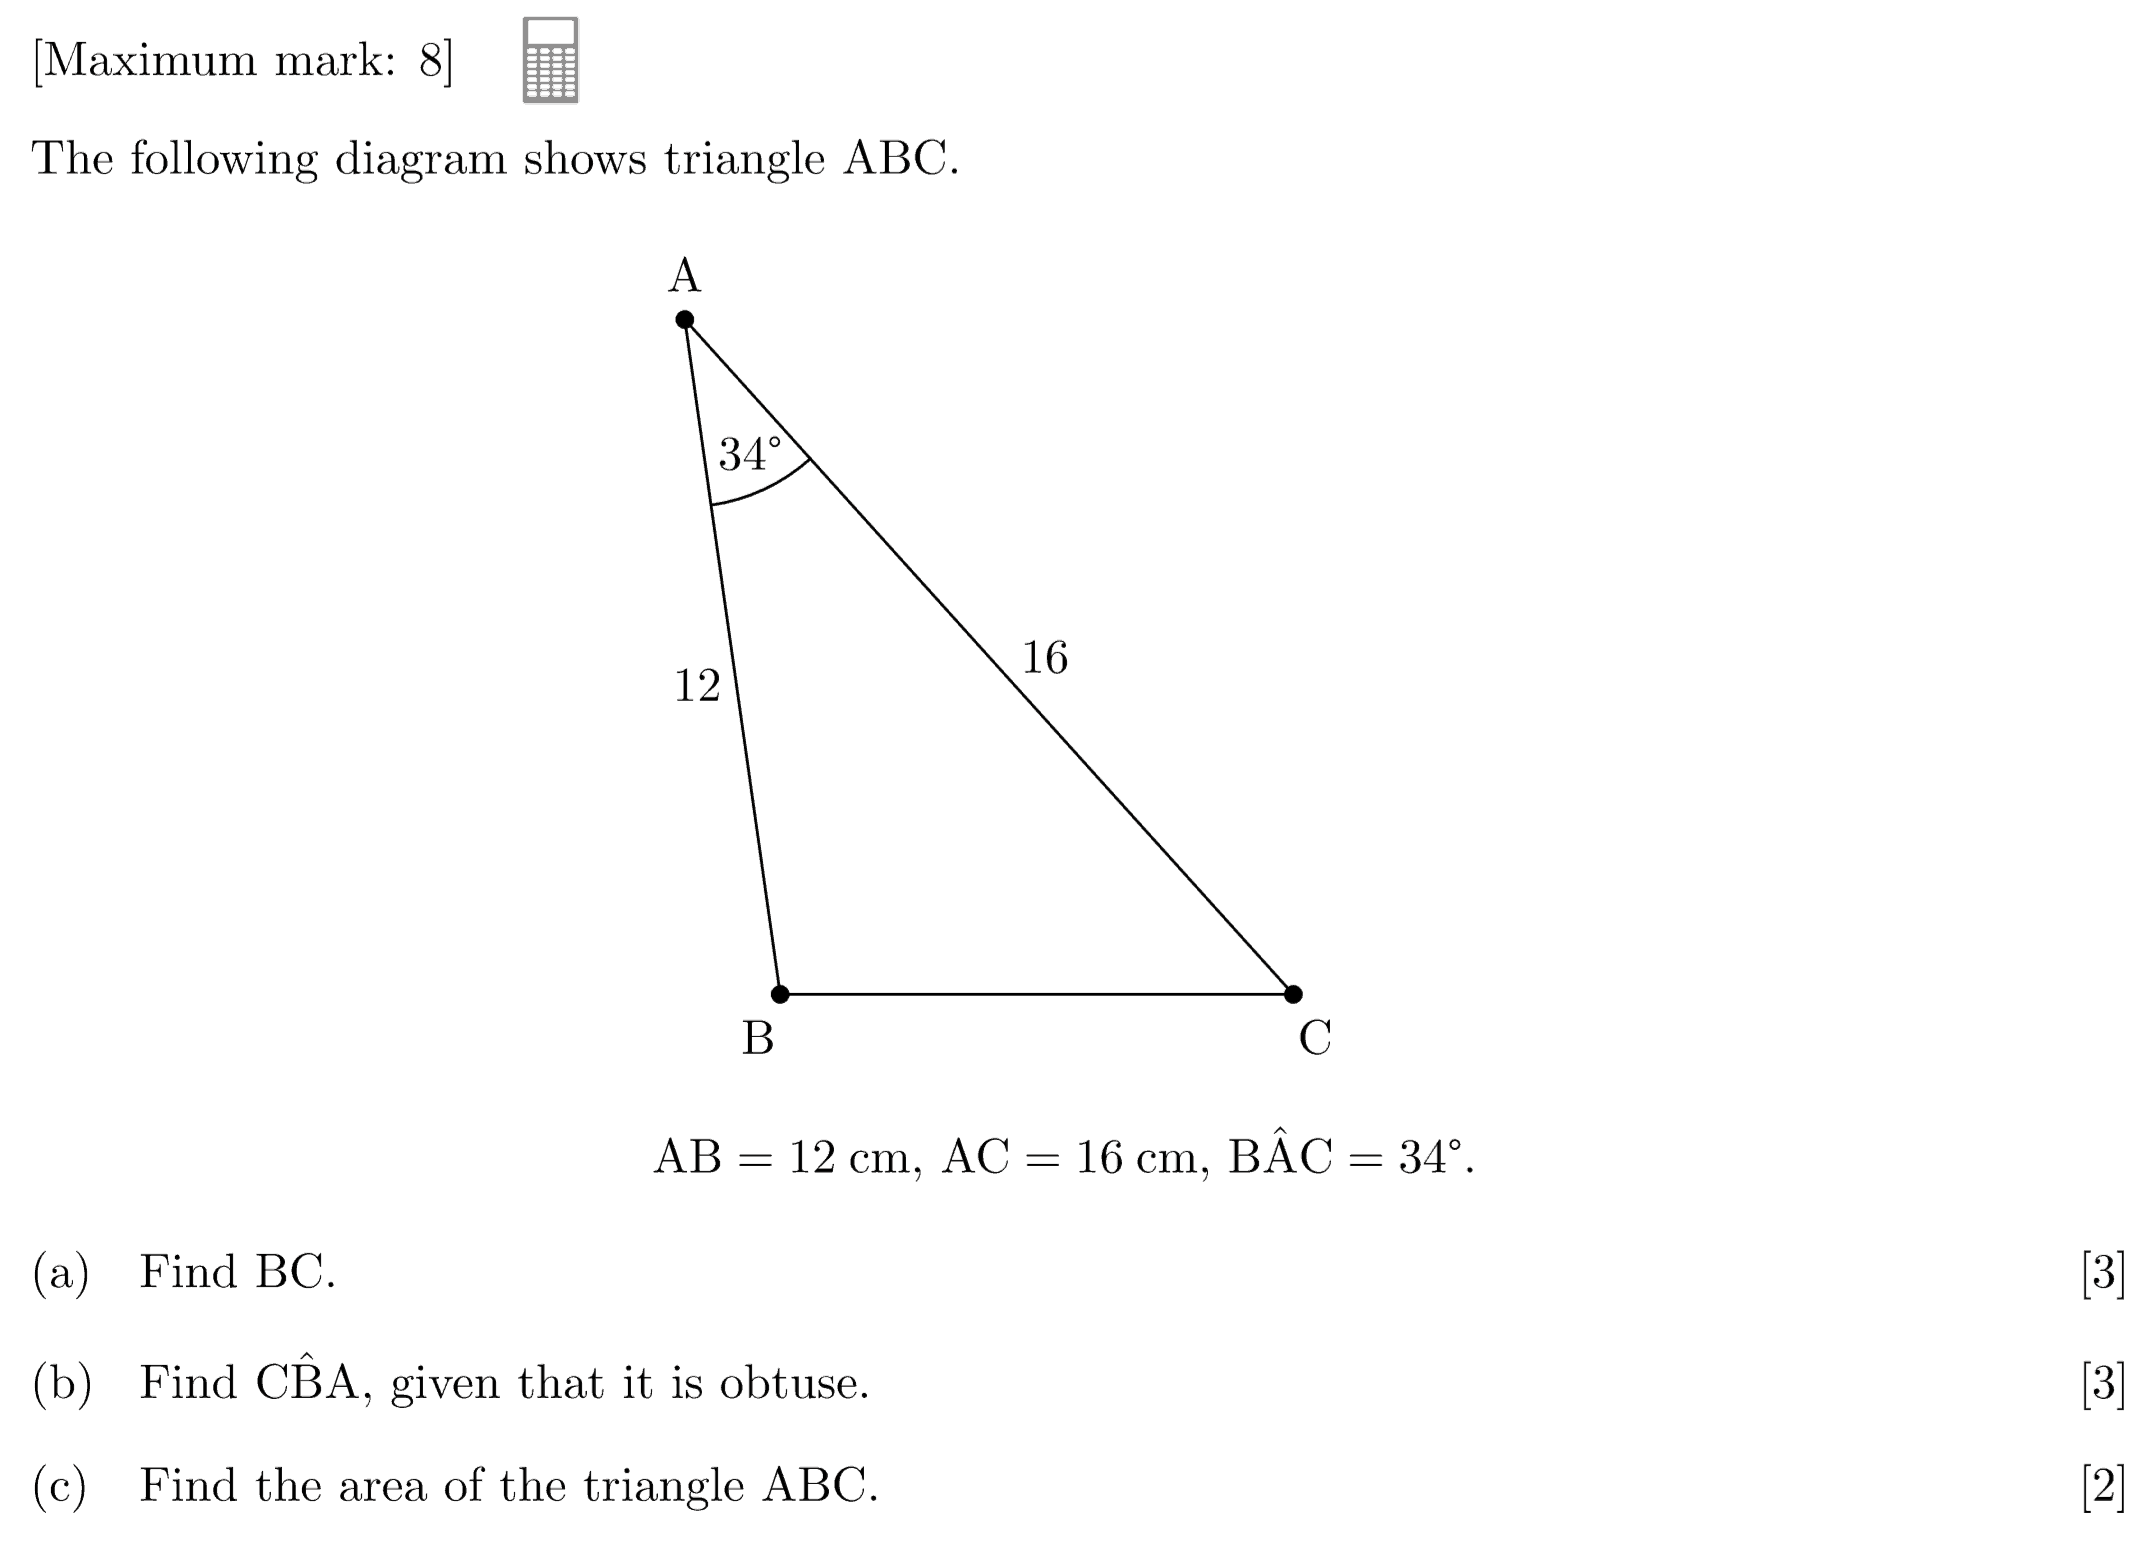 [Maximum mark: 8]
The following diagram shows triangle ABC.
A
34°
12
16
B
C
AB = 12 cm, AC = 16 cm, BÂC = 34°.
(a) Find BC. [3]
(b) Find CB̂A, given that it is obtuse. [3]
(c) Find the area of the triangle ABC. [2]